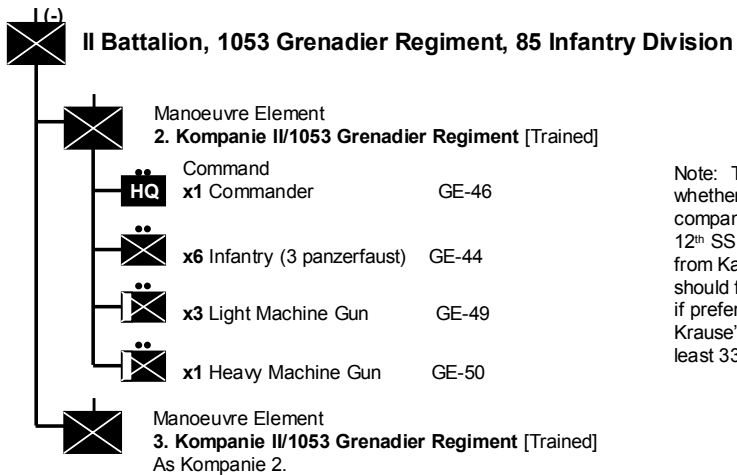 I (-)
II Battalion, 1053 Grenadier Regiment, 85 Infantry Division
Manoeuvre Element
2. Kompanie II/1053 Grenadier Regiment [Trained]
Command
HQ x1 Commander GE-46
x6 Infantry (3 panzerfaust) GE-44
x3 Light Machine Gun GE-49
x1 Heavy Machine Gun GE-50
Manoeuvre Element
3. Kompanie II/1053 Grenadier Regiment [Trained]
As Kompanie 2.
Note: T
whether
compan
12th SS
from Ka
should f
if prefer
Krause'
least 33